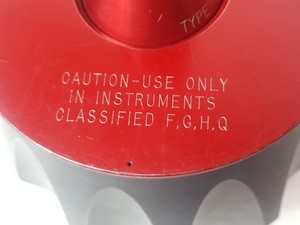 TYPE
CAUTION-USE ONLY
IN INSTRUMENTS
CLASSIFIED F,G,H,Q